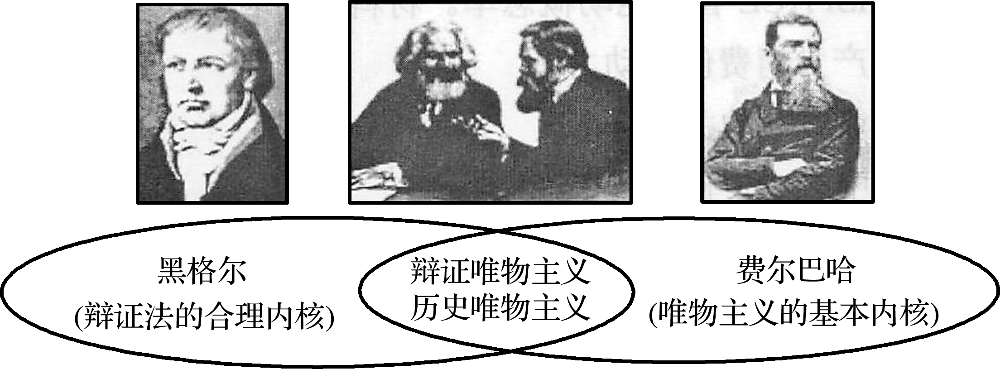 黑格尔
(辩证法的合理内核)
辩证唯物主义
历史唯物主义
费尔巴哈
(唯物主义的基本内核)